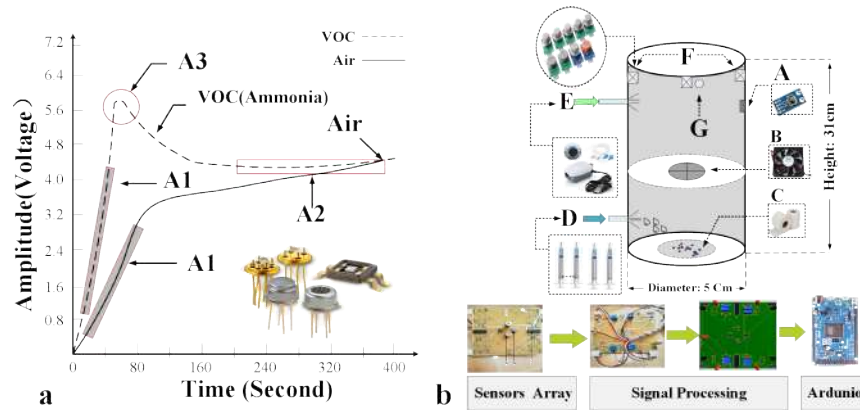 7.2
6.4
5.6
4.8
4.0
3.2
2.4
1.6
0.8
0
Amplitude(Voltage)
VOC
Air
A3
VOC(Ammonia)
Air
A1
A2
A1
0 80 160 240 320 400
Time (Second)
a
F
A
E
G
B
Height: 31cm
C
D
Diameter: 5 Cm
b
Sensors Array
Signal Processing
Ardunio